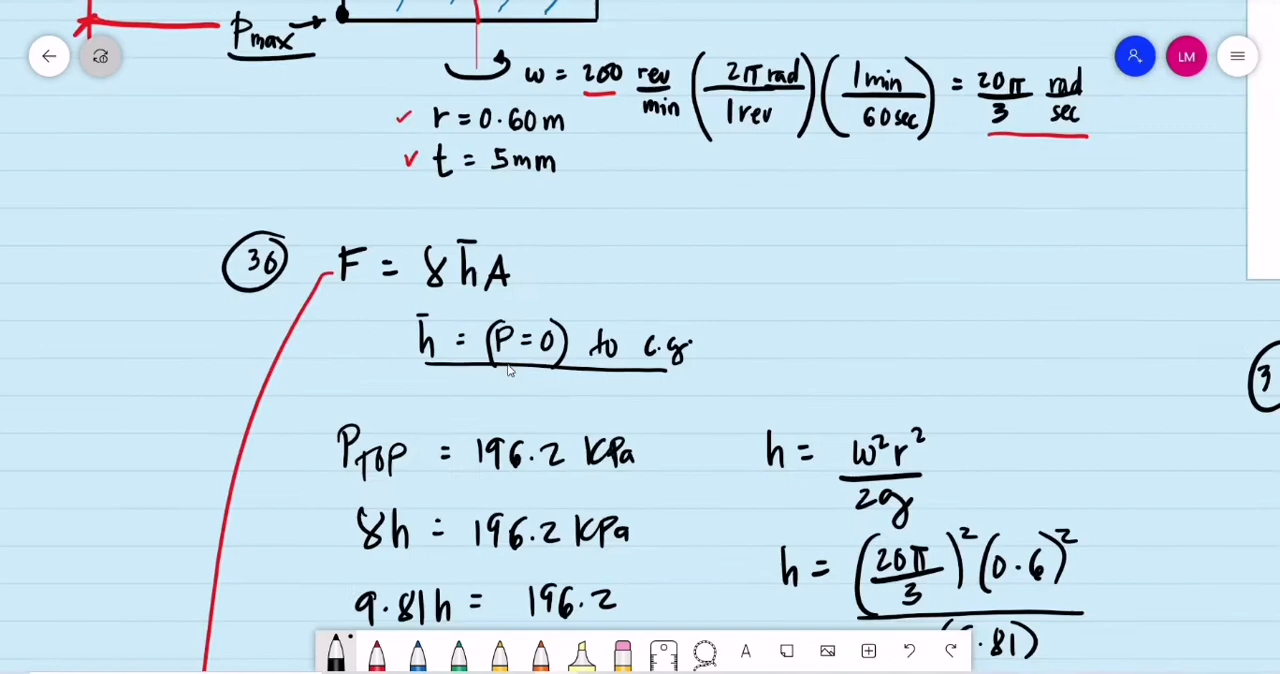 Pmax
ω = 200 rev/min (2π rad/1 rev)(1 min/60 sec) = 20π/3 rad/sec
r = 0.60 m
t = 5mm
LM
36 F = γ h̄ A
h̄ = (P=0) to c.g.
PTOP = 196.2 KPa
γh = 196.2 KPa
9.81h = 196.2
h = ω²r²/2g
h = (20π/3)²(0.6)²
.81)
3
A